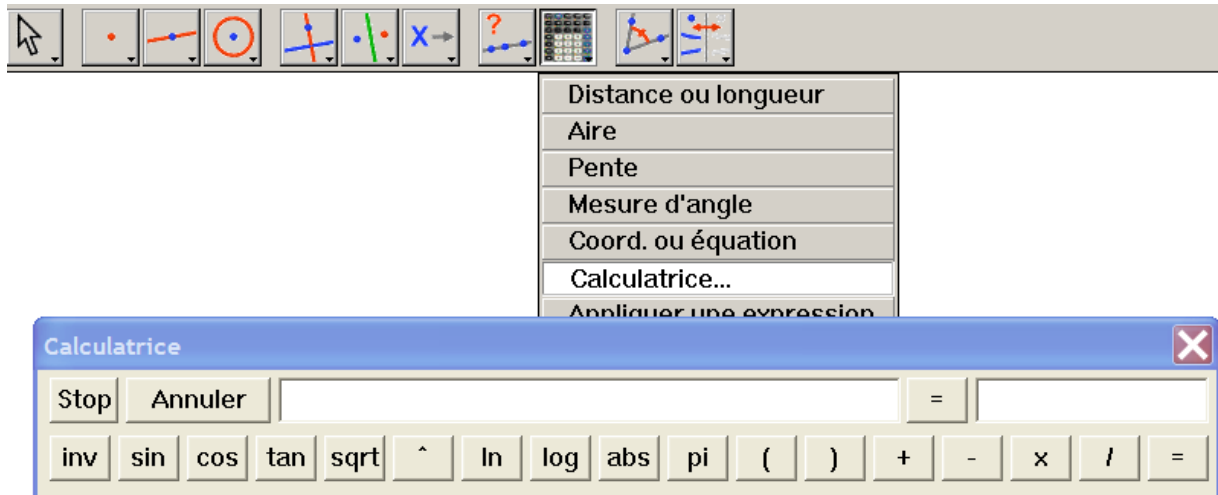 X
?
Distance ou longueur
Aire
Pente
Mesure d'angle
Coord. ou équation
Calculatrice...
Appliquer une expression
Calculatrice
Stop Annuler =
inv sin cos tan sqrt ^ ln log abs pi ( ) + - x / =